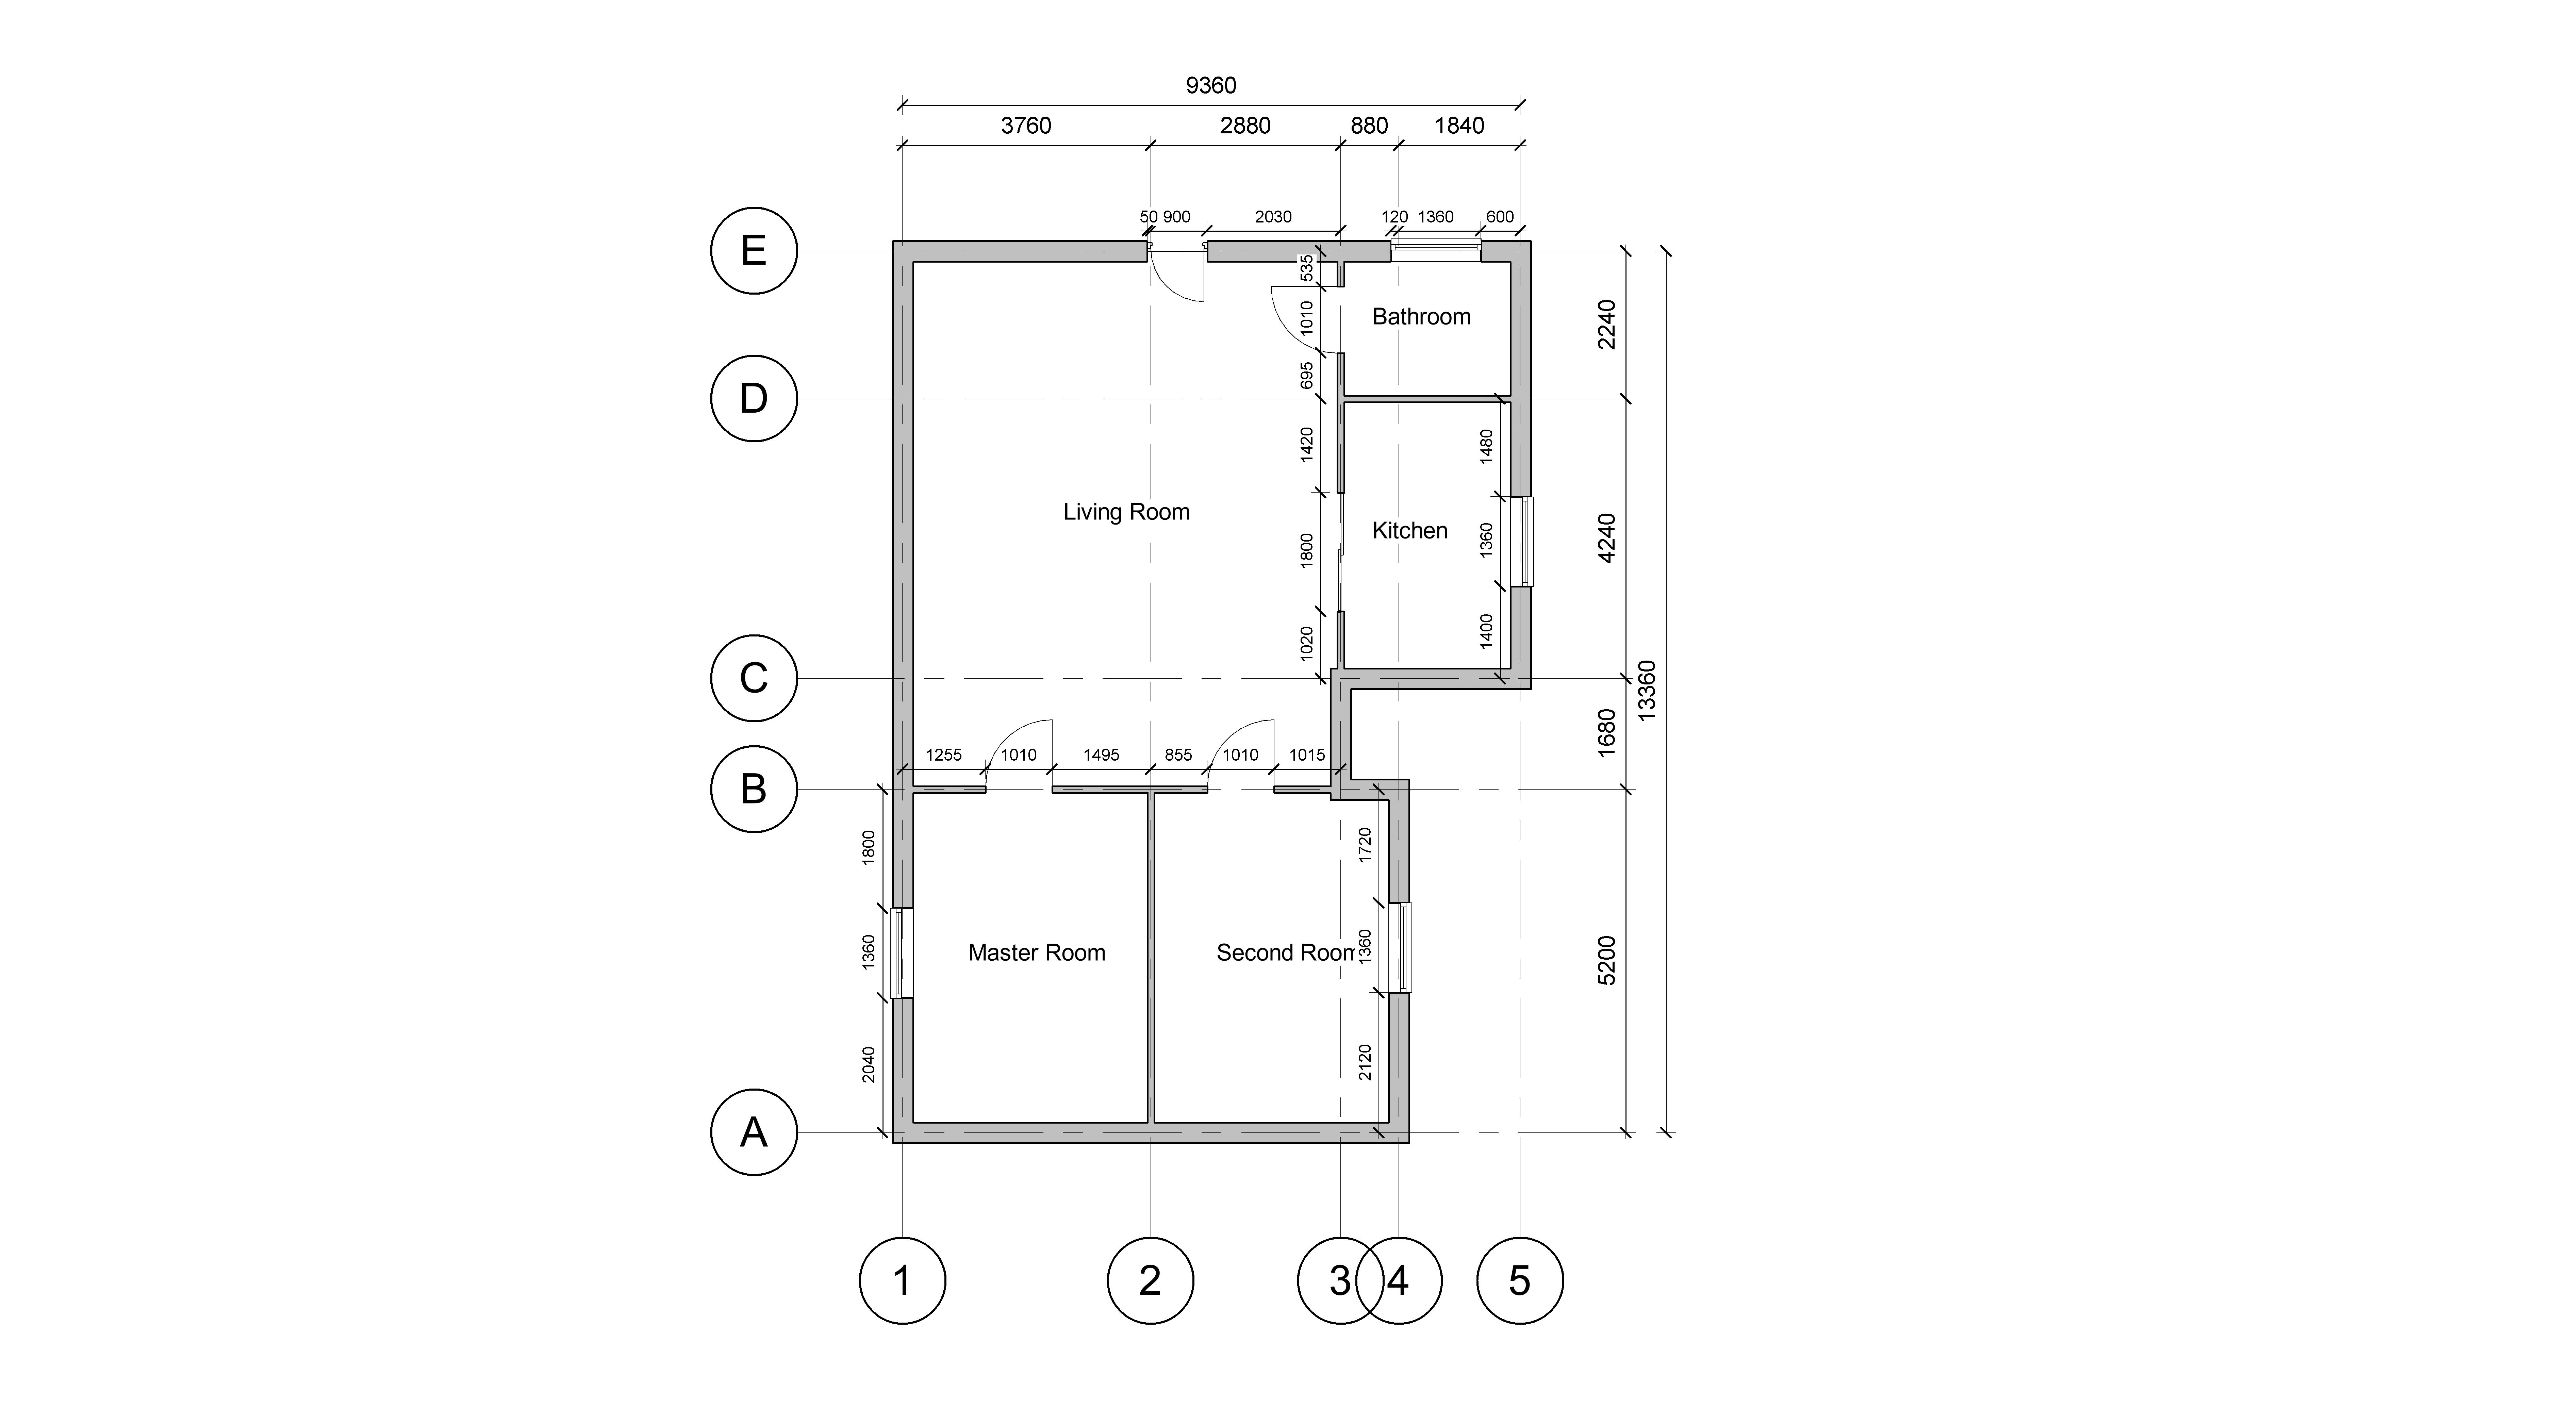 9360
3760 2880 880 1840
50 900 2030 120 1360 600
E
535
1010
Bathroom
2240
695
D
1420
1480
Living Room
1800
Kitchen
1360
4240
1020
1400
C
13360
1680
1255 1010 1495 855 1010 1015
B
1800
1720
Master Room
Second Room
1360
1360
5200
2040
2120
A
1 2 3 4 5